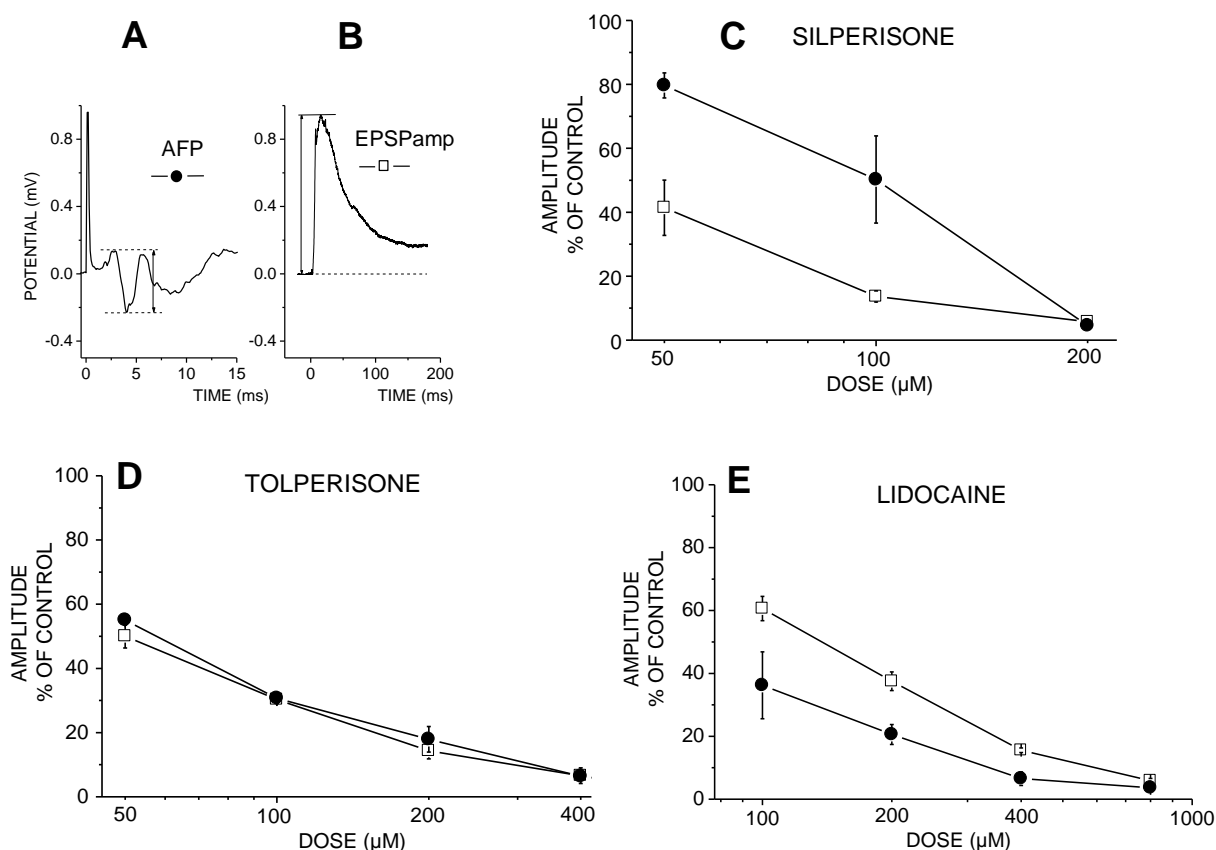 A
B
C
SILPERISONE
AFP
EPSPamp
POTENTIAL (mV)
0.8
0.4
0.0
-0.4
0 5 10 15
TIME (ms)
0.8
0.4
0.0
-0.4
0 100 200
TIME (ms)
AMPLITUDE
% OF CONTROL
100
80
60
40
20
0
50 100 200
DOSE (µM)
D
TOLPERISONE
AMPLITUDE
% OF CONTROL
100
80
60
40
20
0
50 100 200 400
DOSE (µM)
E
LIDOCAINE
AMPLITUDE
% OF CONTROL
100
80
60
40
20
0
100 200 400 1000
DOSE (µM)